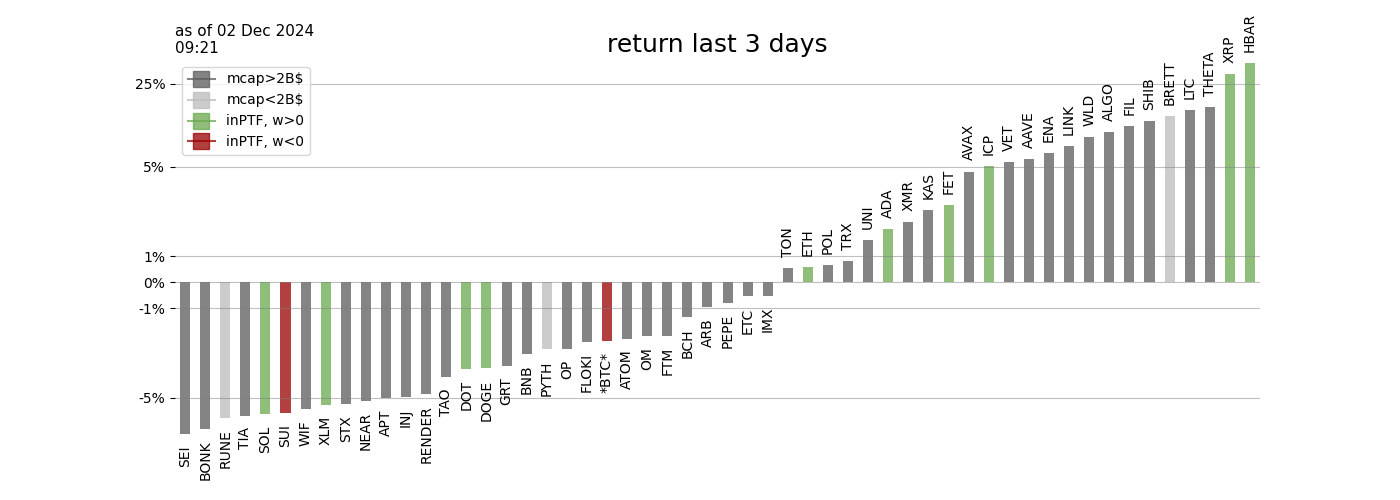 as of 02 Dec 2024
09:21
return last 3 days
mcap>2B$
mcap<2B$
inPTF, w>0
inPTF, w<0
25%
5%
1%
0%
-1%
-5%
SEI
BONK
RUNE
TIA
SOL
SUI
WIF
XLM
STX
NEAR
APT
INJ
RENDER
TAO
DOT
DOGE
GRT
BNB
PYTH
OP
FLOKI
*BTC*
ATOM
OM
FTM
BCH
ARB
PEPE
ETC
IMX
TON
ETH
POL
TRX
UNI
ADA
XMR
KAS
FET
AVAX
ICP
VET
AAVE
ENA
LINK
WLD
ALGO
FIL
SHIB
BRETT
LTC
THETA
XRP
HBAR